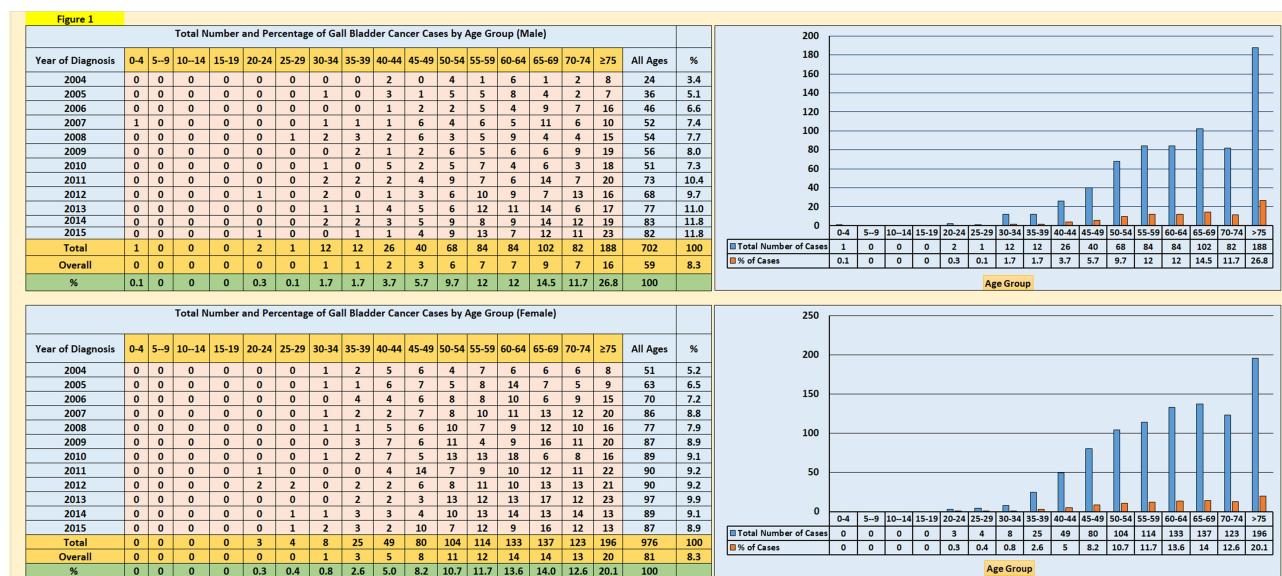 Figure 1
Total Number and Percentage of Gall Bladder Cancer Cases by Age Group (Male)
Year of Diagnosis 0-4 5--9 10--14 15-19 20-24 25-29 30-34 35-39 40-44 45-49 50-54 55-59 60-64 65-69 70-74 ≥75 All Ages %
2004 0 0 0 0 0 0 0 0 2 0 4 1 6 1 2 8 24 3.4
2005 0 0 0 0 0 0 1 0 3 1 5 5 8 4 2 7 36 5.1
2006 0 0 0 0 0 0 0 0 1 2 2 5 4 9 7 16 46 6.6
2007 1 0 0 0 0 0 1 1 1 6 4 6 5 11 6 10 52 7.4
2008 0 0 0 0 0 1 2 3 2 6 3 5 9 4 4 15 54 7.7
2009 0 0 0 0 0 0 0 2 1 2 6 5 6 6 9 19 56 8.0
2010 0 0 0 0 0 0 1 0 5 2 5 7 4 6 3 18 51 7.3
2011 0 0 0 0 0 0 2 2 2 4 9 7 6 14 7 20 73 10.4
2012 0 0 0 0 1 0 2 0 1 3 6 10 9 7 13 16 68 9.7
2013 0 0 0 0 0 0 1 1 4 5 6 12 11 14 6 17 77 11.0
2014 0 0 0 0 0 0 2 2 3 5 9 8 9 14 12 19 83 11.8
2015 0 0 0 0 1 0 0 1 1 4 9 13 7 12 11 23 82 11.8
Total 1 0 0 0 2 1 12 12 26 40 68 84 84 102 82 188 702 100
Overall 0 0 0 0 0 0 1 1 2 3 6 7 7 9 7 16 59 8.3
% 0.1 0 0 0 0.3 0.1 1.7 1.7 3.7 5.7 9.7 12 12 14.5 11.7 26.8 100
200
180
160
140
120
100
80
60
40
20
0
0-4 5--9 10--14 15-19 20-24 25-29 30-34 35-39 40-44 45-49 50-54 55-59 60-64 65-69 70-74 >75
Total Number of Cases 1 0 0 0 2 1 12 12 26 40 68 84 84 102 82 188
% of Cases 0.1 0 0 0 0.3 0.1 1.7 1.7 3.7 5.7 9.7 12 12 14.5 11.7 26.8
Age Group
Total Number and Percentage of Gall Bladder Cancer Cases by Age Group (Female)
Year of Diagnosis 0-4 5--9 10--14 15-19 20-24 25-29 30-34 35-39 40-44 45-49 50-54 55-59 60-64 65-69 70-74 ≥75 All Ages %
2004 0 0 0 0 0 0 1 2 5 6 4 7 6 6 6 8 51 5.2
2005 0 0 0 0 0 0 1 1 6 7 5 8 14 7 5 9 63 6.5
2006 0 0 0 0 0 0 0 4 4 6 8 8 10 6 9 15 70 7.2
2007 0 0 0 0 0 0 1 2 2 7 8 10 11 13 12 20 86 8.8
2008 0 0 0 0 0 0 1 1 5 6 10 7 9 12 10 16 77 7.9
2009 0 0 0 0 0 0 0 3 7 6 11 4 9 16 11 20 87 8.9
2010 0 0 0 0 0 0 1 2 7 5 13 13 18 6 8 16 89 9.1
2011 0 0 0 0 1 0 0 0 4 14 7 9 10 12 11 22 90 9.2
2012 0 0 0 0 2 2 0 2 2 6 8 11 10 13 13 21 90 9.2
2013 0 0 0 0 0 0 0 2 2 3 13 12 13 17 12 23 97 9.9
2014 0 0 0 0 0 1 1 3 3 4 10 13 14 13 14 13 89 9.1
2015 0 0 0 0 0 1 2 3 2 10 7 12 9 16 12 13 87 8.9
Total 0 0 0 0 3 4 8 25 49 80 104 114 133 137 123 196 976 100
Overall 0 0 0 0 0 0 1 3 5 8 11 12 14 14 13 20 81 8.3
% 0 0 0 0 0.3 0.4 0.8 2.6 5.0 8.2 10.7 11.7 13.6 14.0 12.6 20.1 100
250
200
150
100
50
0
0-4 5--9 10--14 15-19 20-24 25-29 30-34 35-39 40-44 45-49 50-54 55-59 60-64 65-69 70-74 >75
Total Number of Cases 0 0 0 0 3 4 8 25 49 80 104 114 133 137 123 196
% of Cases 0 0 0 0 0.3 0.4 0.8 2.6 5 8.2 10.7 11.7 13.6 14 12.6 20.1
Age Group